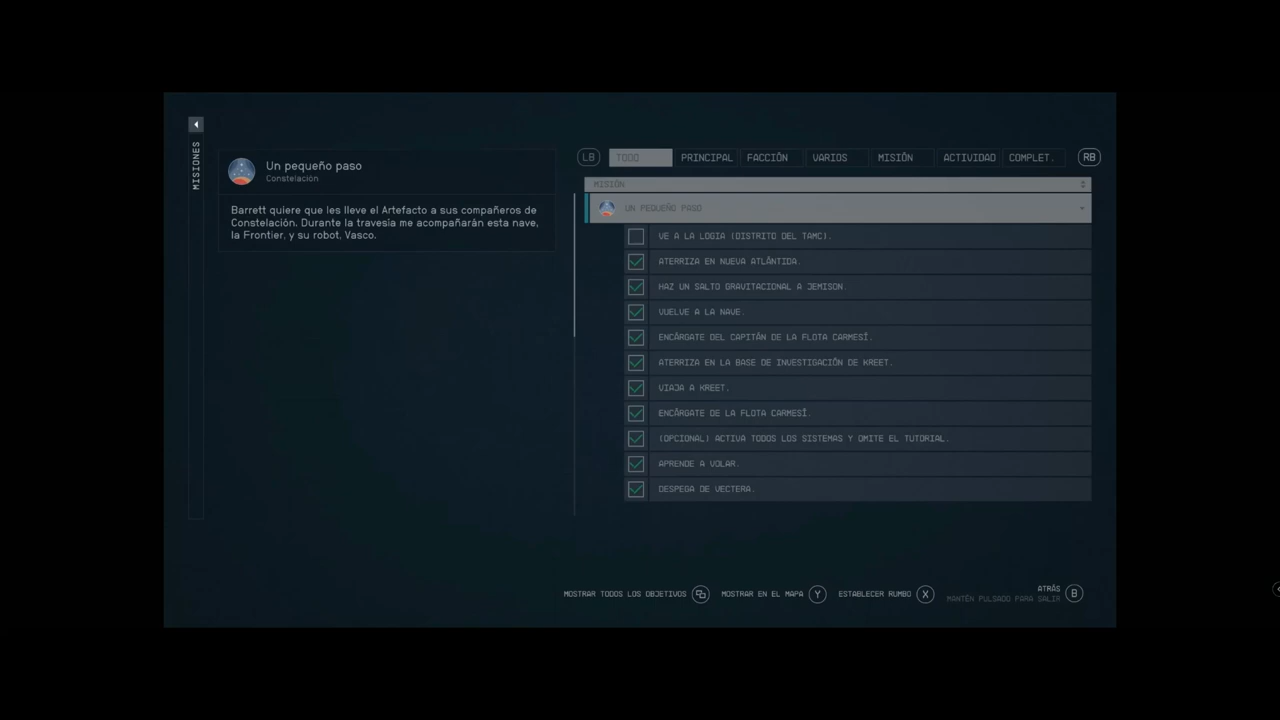 MISIONES
Un pequeño paso
Constelación
Barrett quiere que les lleve el Artefacto a sus compañeros de
Constelación. Durante la travesía me acompañarán esta nave,
la Frontier, y su robot, Vasco.
LB TODO PRINCIPAL FACCIÓN VARIOS MISIÓN ACTIVIDAD COMPLET. RB
MISIÓN
UN PEQUEÑO PASO
VE A LA LOGIA (DISTRITO DEL TAMC).
ATERRIZA EN NUEVA ATLÁNTIDA.
HAZ UN SALTO GRAVITACIONAL A JEMISON.
VUELVE A LA NAVE.
ENCÁRGATE DEL CAPITÁN DE LA FLOTA CARMESÍ.
ATERRIZA EN LA BASE DE INVESTIGACIÓN DE KREET.
VIAJA A KREET.
ENCÁRGATE DE LA FLOTA CARMESÍ.
(OPCIONAL) ACTIVA TODOS LOS SISTEMAS Y OMITE EL TUTORIAL.
APRENDE A VOLAR.
DESPEGA DE VECTERA.
MOSTRAR TODOS LOS OBJETIVOS MOSTRAR EN EL MAPA Y ESTABLECER RUMBO X ATRÁS B
MANTÉN PULSADO PARA SALIR